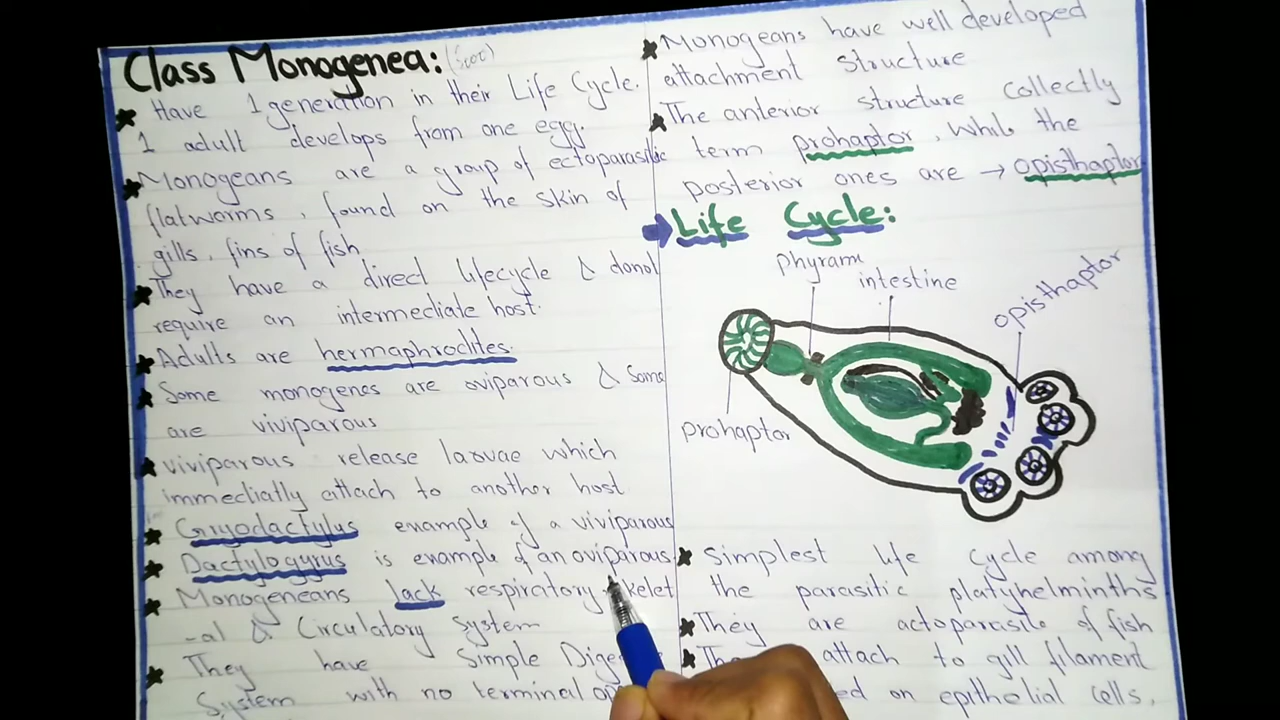 Class Monogenea:
Have 1 generation in their Life Cycle.
1 adult develops from one egg.
Monogeans are a group of ectoparasitic
flatworms, found on the skin of
gills, fins of fish
They have a direct lifecycle & donot
require an intermediate host.
Adults are hermaphrodites.
Some monogenes are oviparous & some
are viviparous
viviparous release larvae which
immediatly attach to another host
Gryodactylus example of a viviparous
Dactylogyrus is example of an oviparous
Monogeneans lack respiratory skelet
-al & Circulatory System
They have Simple
System with no terminal
Monogeans have well developed
attachment structure
The anterior structure collectly
term prohaptor, While the
posterior ones are → opisthaptor
Life Cycle:
phyranx
intestine
opisthaptor
prohaptor
Simplest life cycle among
the parasitic platyhelminths
They are actoparasite of fish
attach to gill filament
on epithelial cells,